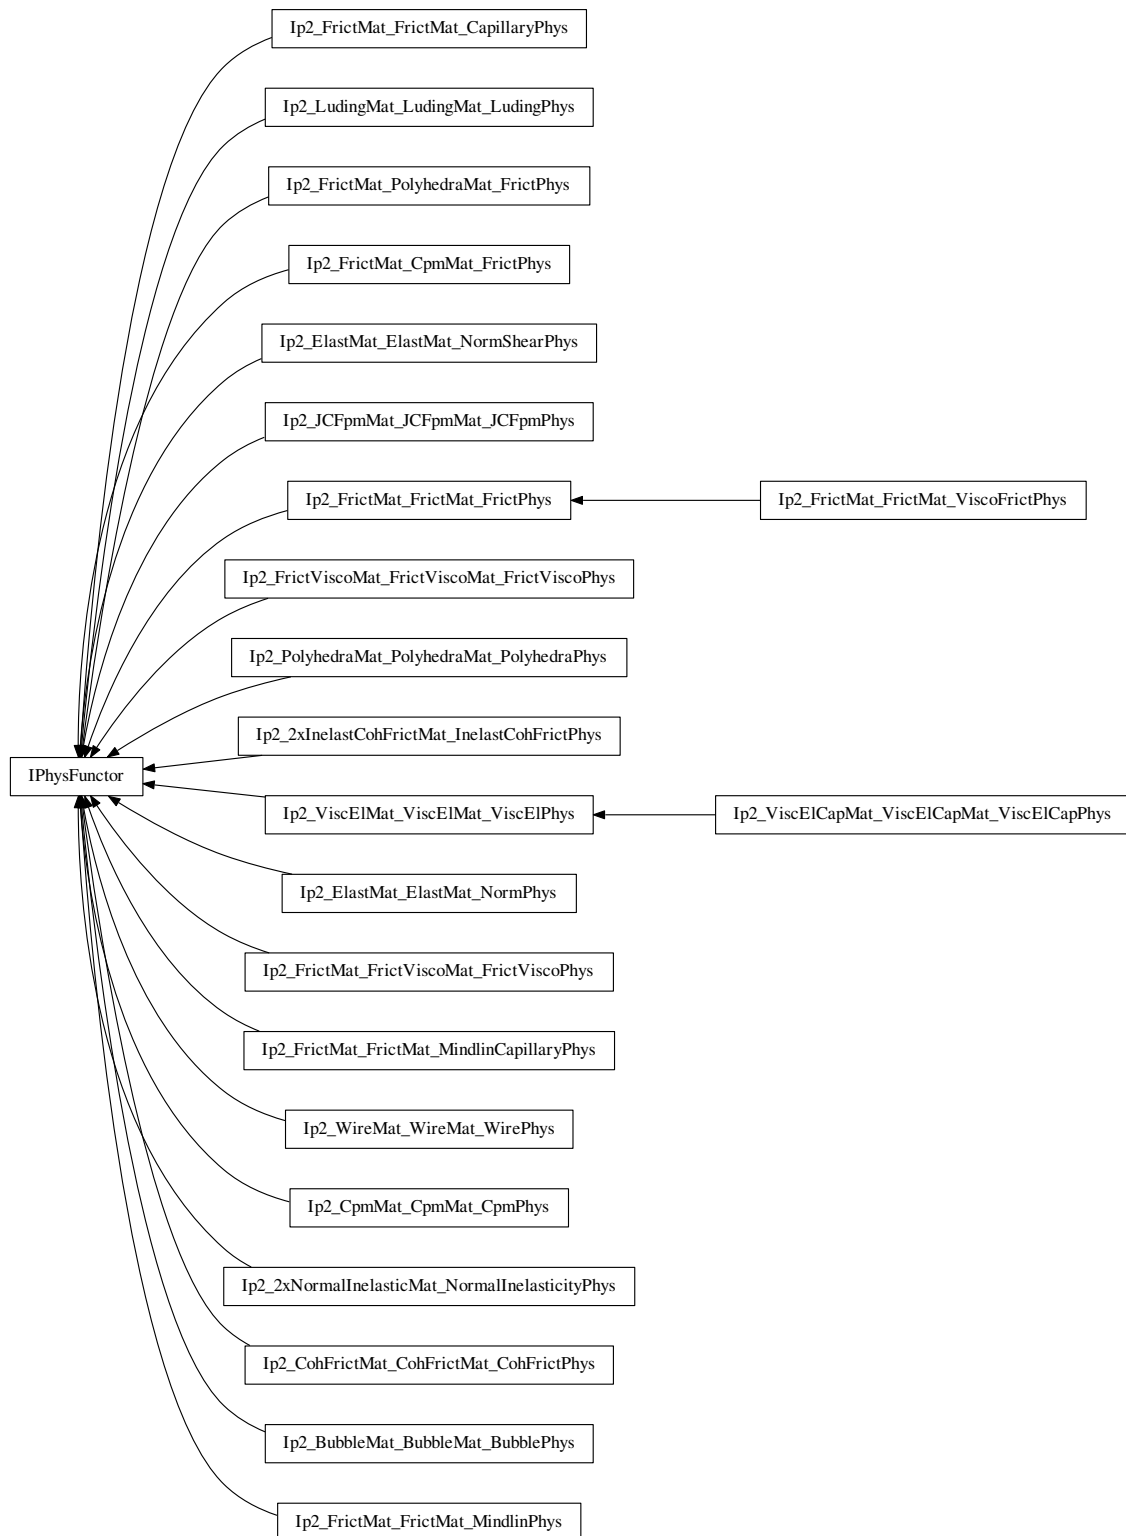 Ip2_FrictMat_FrictMat_CapillaryPhys
Ip2_LudingMat_LudingMat_LudingPhys
Ip2_FrictMat_PolyhedraMat_FrictPhys
Ip2_FrictMat_CpmMat_FrictPhys
Ip2_ElastMat_ElastMat_NormShearPhys
Ip2_JCFpmMat_JCFpmMat_JCFpmPhys
Ip2_FrictMat_FrictMat_FrictPhys
Ip2_FrictMat_FrictMat_ViscoFrictPhys
Ip2_FrictViscoMat_FrictViscoMat_FrictViscoPhys
Ip2_PolyhedraMat_PolyhedraMat_PolyhedraPhys
Ip2_2xInelastCohFrictMat_InelastCohFrictPhys
IPhysFunctor
Ip2_ViscElMat_ViscElMat_ViscElPhys
Ip2_ViscElCapMat_ViscElCapMat_ViscElCapPhys
Ip2_ElastMat_ElastMat_NormPhys
Ip2_FrictMat_FrictViscoMat_FrictViscoPhys
Ip2_FrictMat_FrictMat_MindlinCapillaryPhys
Ip2_WireMat_WireMat_WirePhys
Ip2_CpmMat_CpmMat_CpmPhys
Ip2_2xNormalInelasticMat_NormalInelasticityPhys
Ip2_CohFrictMat_CohFrictMat_CohFrictPhys
Ip2_BubbleMat_BubbleMat_BubblePhys
Ip2_FrictMat_FrictMat_MindlinPhys